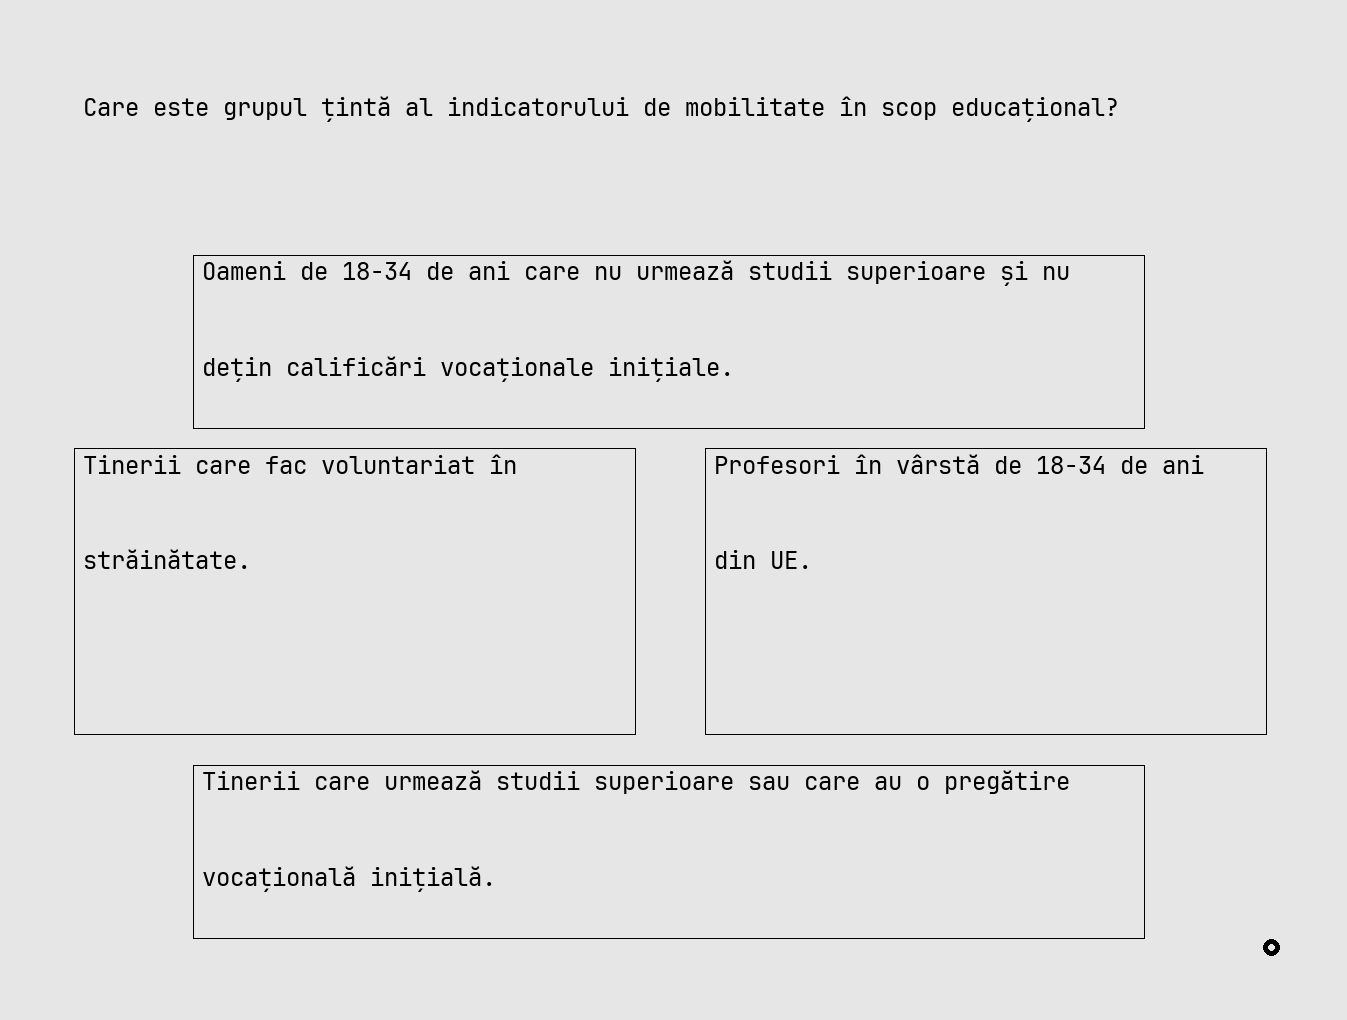 Care este grupul țintă al indicatorului de mobilitate în scop educațional?
Oameni de 18-34 de ani care nu urmează studii superioare și nu
dețin calificări vocaționale inițiale.
Tinerii care fac voluntariat în
străinătate.
Profesori în vârstă de 18-34 de ani
din UE.
Tinerii care urmează studii superioare sau care au o pregătire
vocațională inițială.